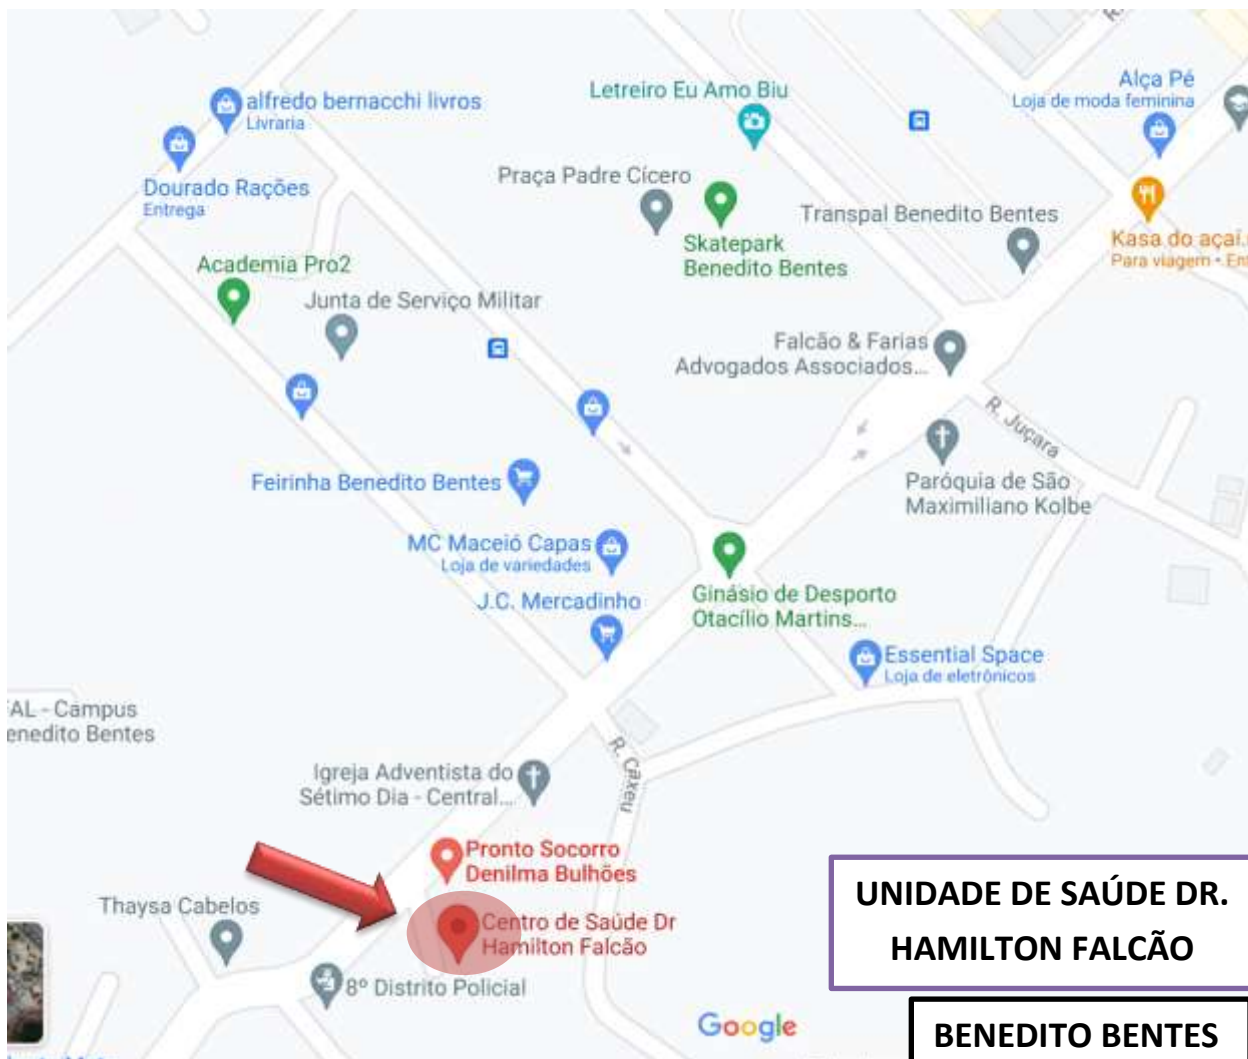 alfredo bernacchi livros
Livraria
Dourado Rações
Entrega
Letreiro Eu Amo Biu
Alça Pé
Loja de moda feminina
Praça Padre Cícero
Skatepark
Benedito Bentes
Transpal Benedito Bentes
Kasa do açaí.
Para viagem •
Academia Pro2
Junta de Serviço Militar
Falcão & Farias
Advogados Associados...
R. Juçara
Paróquia de São
Maximiliano Kolbe
Feirinha Benedito Bentes
MC Maceió Capas
Loja de variedades
J.C. Mercadinho
Ginásio de Desporto
Otacílio Martins...
Essential Space
Loja de eletrônicos
AL - Campus
enedito Bentes
R. Caxeu
Igreja Adventista do
Sétimo Dia - Central...
Pronto Socorro
Denilma Bulhões
Thaysa Cabelos
Centro de Saúde Dr
Hamilton Falcão
8º Distrito Policial
Google
UNIDADE DE SAÚDE DR.
HAMILTON FALCÃO
BENEDITO BENTES